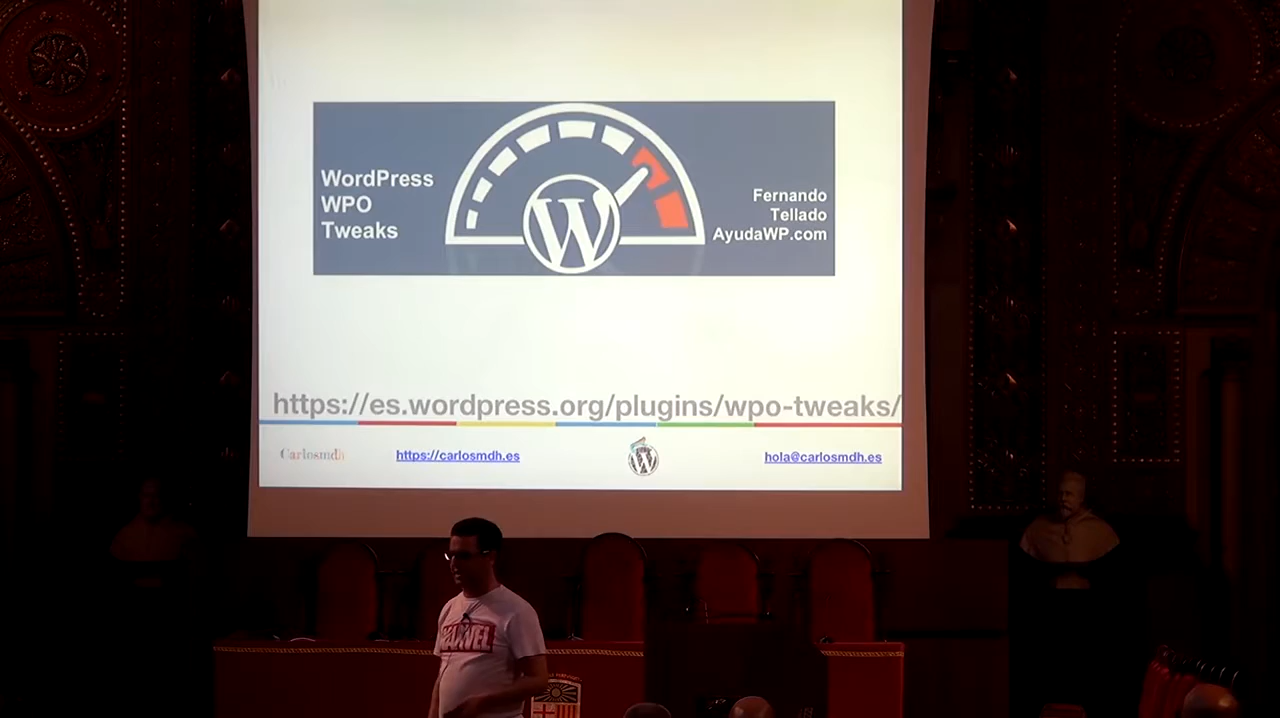 WordPress
WPO
Tweaks
Fernando
Tellado
AyudaWP.com
https://es.wordpress.org/plugins/wpo-tweaks/
Carlosmdh
https://carlosmdh.es
hola@carlosmdh.es
MARVEL